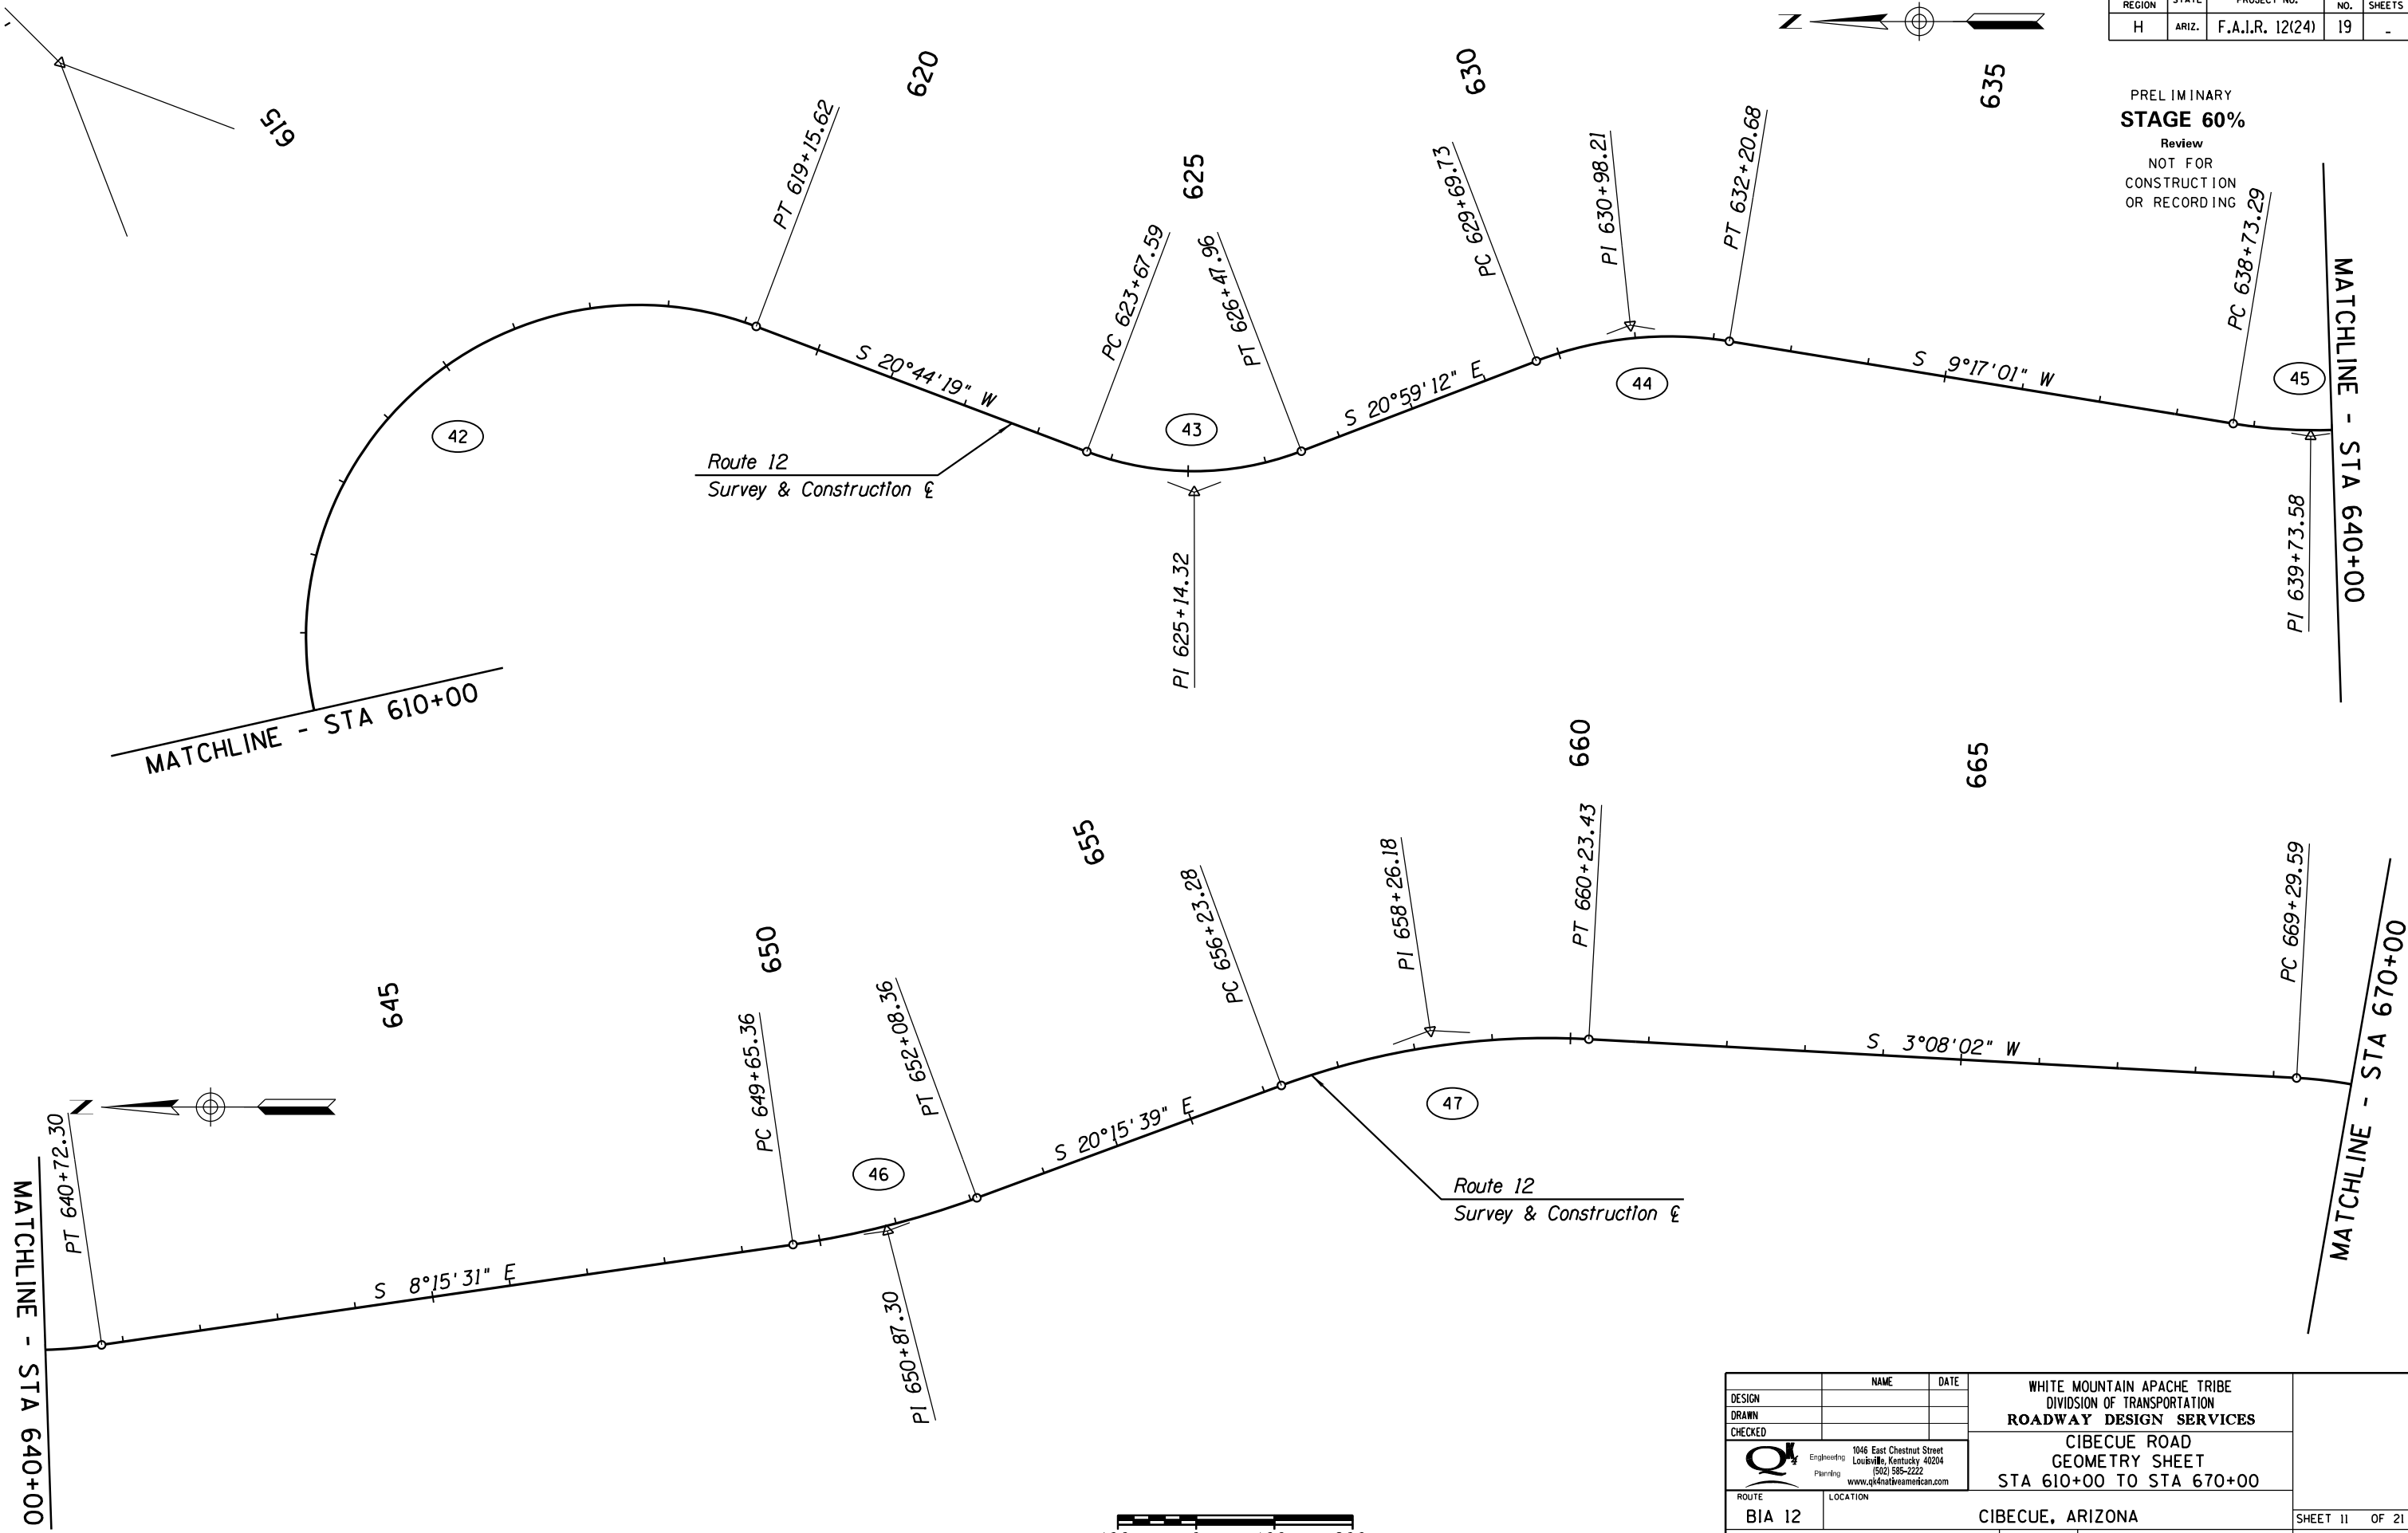 REGION STATE PROJECT NO. NO. SHEETS
H ARIZ. F.A.I.R. 12(24) 19 -
PRELIMINARY
STAGE 60%
Review
NOT FOR
CONSTRUCTION
OR RECORDING
N
615
620
625
630
635
PT 619+15.62
PC 623+67.59
PT 626+47.96
PC 629+69.73
PI 630+98.21
PT 632+20.68
PC 638+73.29
S 20°44'19" W
S 20°59'12" E
S 9°17'01" W
42
43
44
45
Route 12
Survey & Construction ℄
PI 625+14.32
PI 639+73.58
MATCHLINE - STA 610+00
MATCHLINE - STA 640+00
645
650
655
660
665
N
PT 640+72.30
PC 649+65.36
PT 652+08.36
PC 656+23.28
PI 658+26.18
PT 660+23.43
PC 669+29.59
S 8°15'31" E
S 20°15'39" E
S 3°08'02" W
46
47
PI 650+87.30
Route 12
Survey & Construction ℄
MATCHLINE - STA 640+00
MATCHLINE - STA 670+00
NAME DATE
DESIGN
DRAWN
CHECKED
WHITE MOUNTAIN APACHE TRIBE
DIVIDSION OF TRANSPORTATION
ROADWAY DESIGN SERVICES
QK4
Engineering
Planning
1046 East Chestnut Street
Louisville, Kentucky 40204
(502) 585-2222
www.qk4nativeamerican.com
CIBECUE ROAD
GEOMETRY SHEET
STA 610+00 TO STA 670+00
ROUTE
BIA 12
LOCATION
CIBECUE, ARIZONA
SHEET 11 OF 21